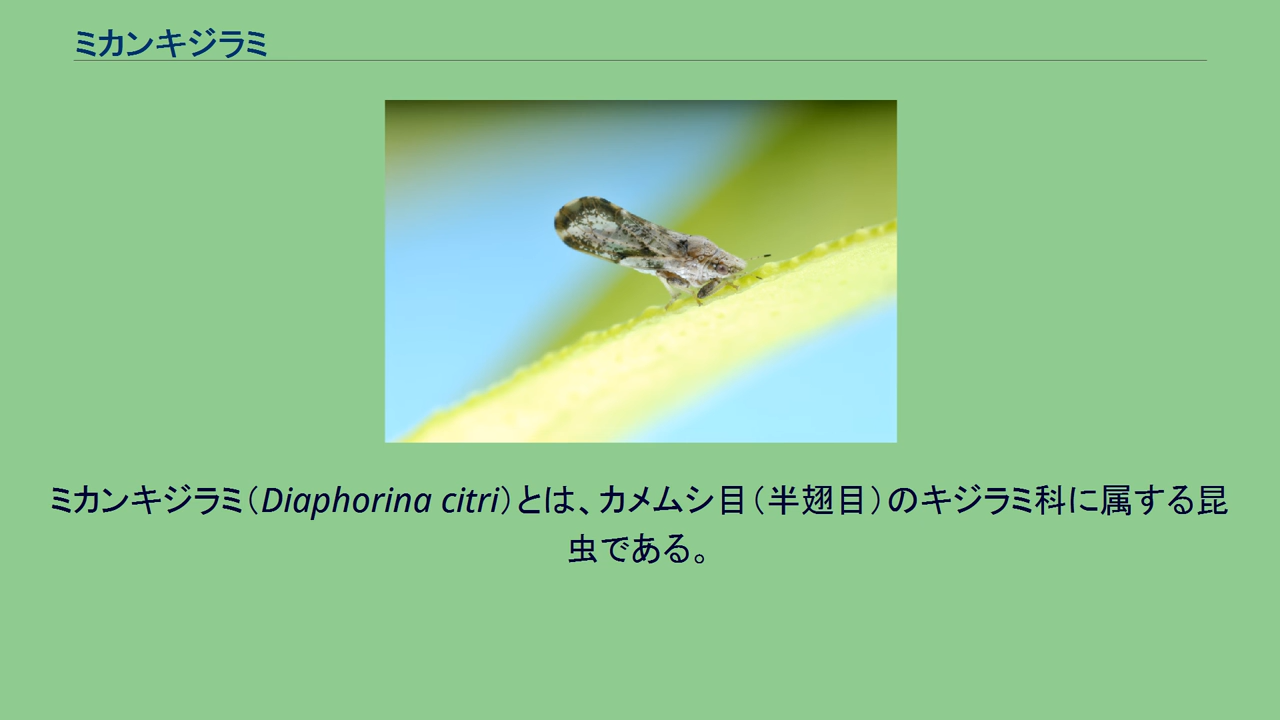 ミカンキジラミ
ミカンキジラミ（Diaphorina citri）とは、カメムシ目（半翅目）のキジラミ科に属する昆
虫である。